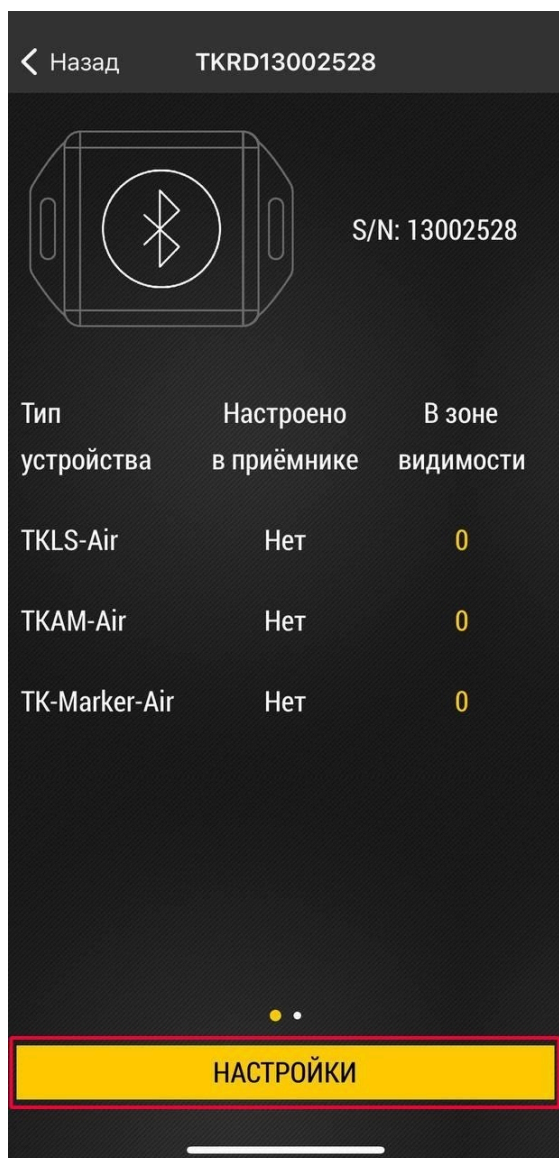 Назад TKRD13002528
S/N: 13002528
Тип Настроено В зоне
устройства в приёмнике видимости
TKLS-Air Нет 0
TKAM-Air Нет 0
TK-Marker-Air Нет 0
НАСТРОЙКИ